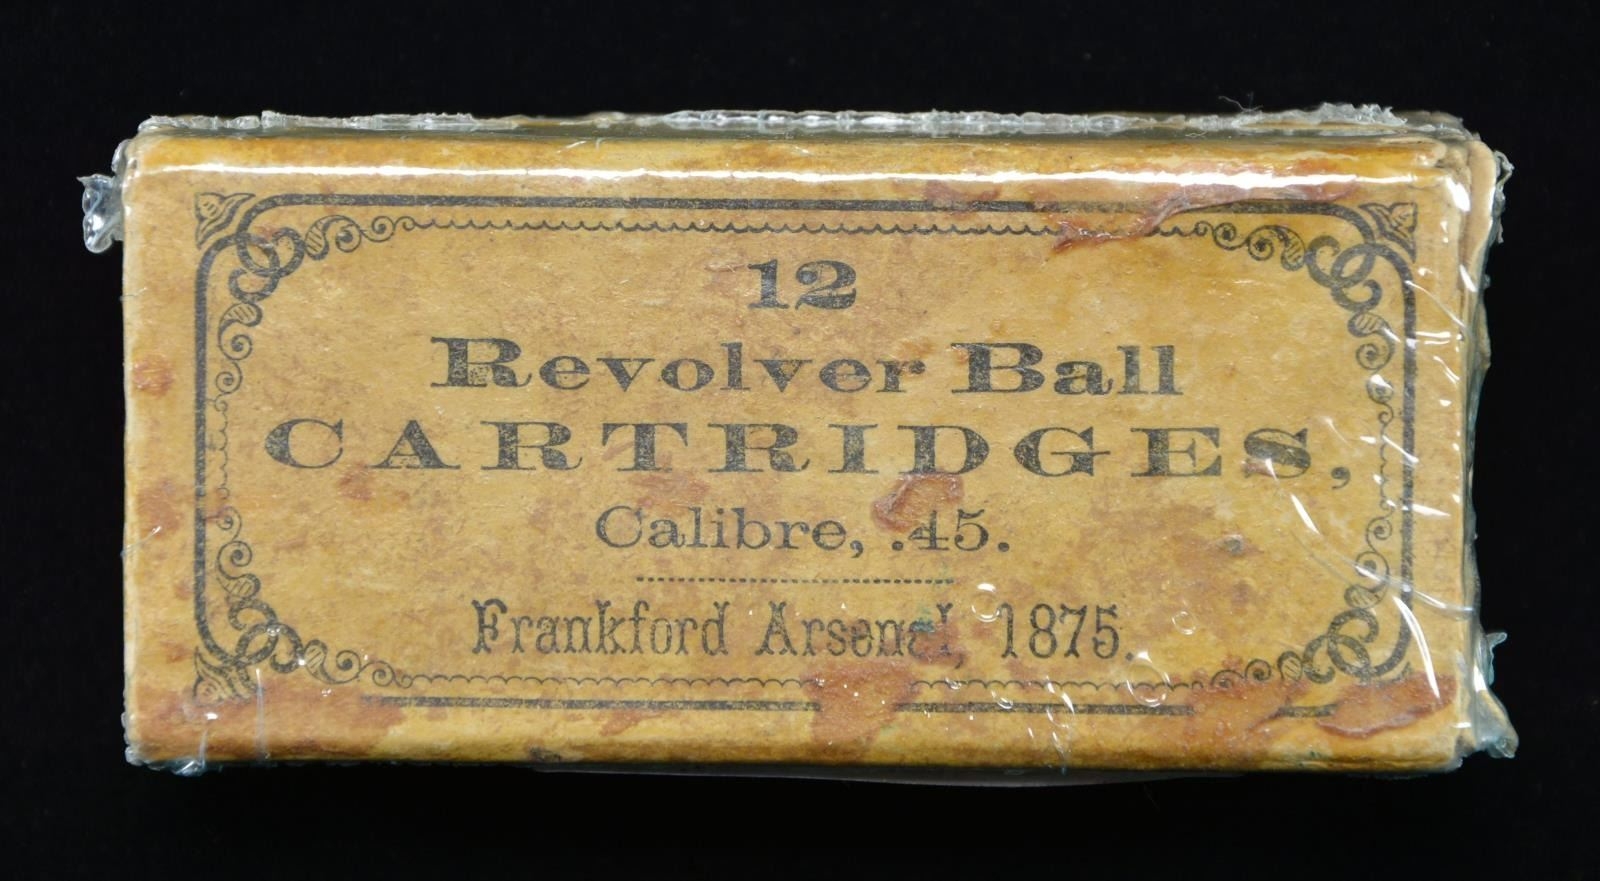 12
Revolver Ball
CARTRIDGES,
Calibre, .45.
Frankford Arsenal, 1875.